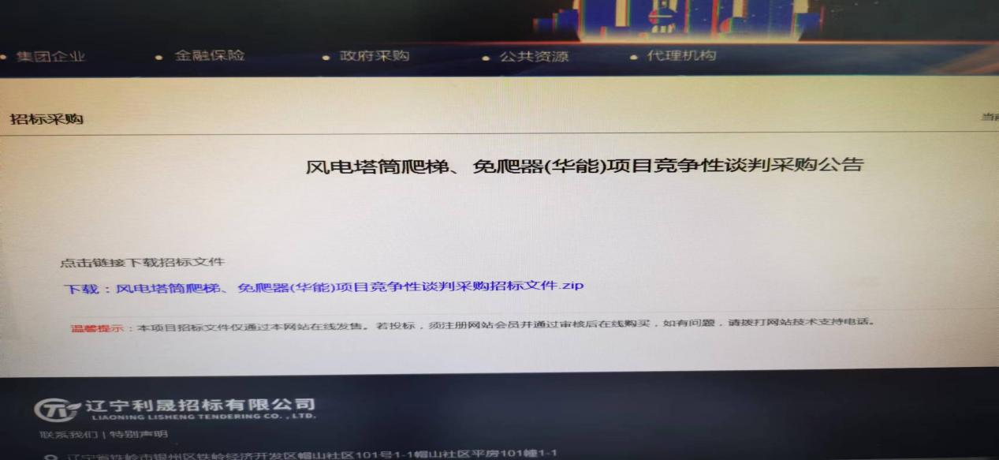 集团企业
金融保险
政府采购
公共资源
代理机构
招标采购
当前
风电塔筒爬梯、免爬器(华能)项目竞争性谈判采购公告
点击链接下载招标文件
下载：风电塔筒爬梯、免爬器(华能)项目竞争性谈判采购招标文件.zip
温馨提示：本项目招标文件仅通过本网站在线发售。若投标，须注册网站会员并通过审核后在线购买，如有问题，请拨打网站技术支持电话。
辽宁利晟招标有限公司
LIAONING LISHENG TENDERING CO., LTD.
联系我们 | 特别声明
辽宁省铁岭市银州区铁岭经济开发区帽山社区101号1-1帽山社区平房101幢1-1